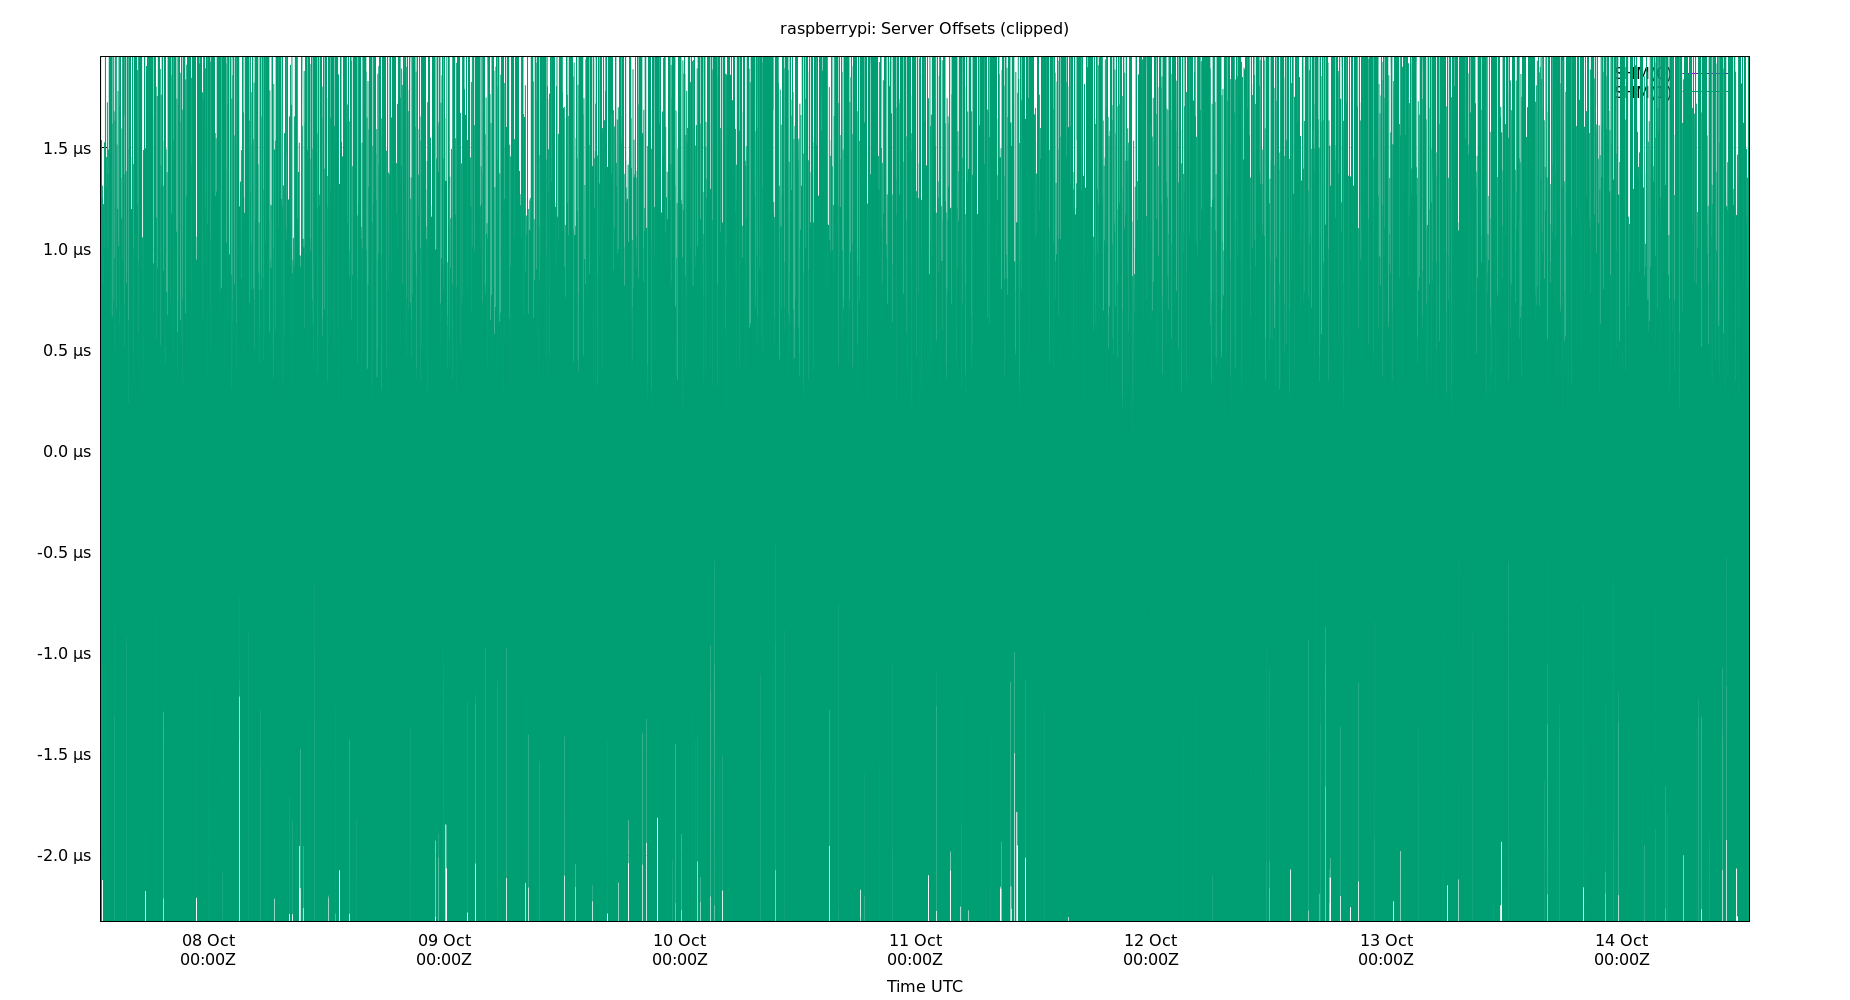 raspberrypi: Server Offsets (clipped)
SHM(0)
1.5 µs
1.0 µs
0.5 µs
0.0 µs
-0.5 µs
-1.0 µs
-1.5 µs
-2.0 µs
08 Oct 09 Oct 10 Oct 11 Oct 12 Oct 13 Oct 14 Oct
00:00Z 00:00Z 00:00Z 00:00Z 00:00Z 00:00Z 00:00Z
Time UTC